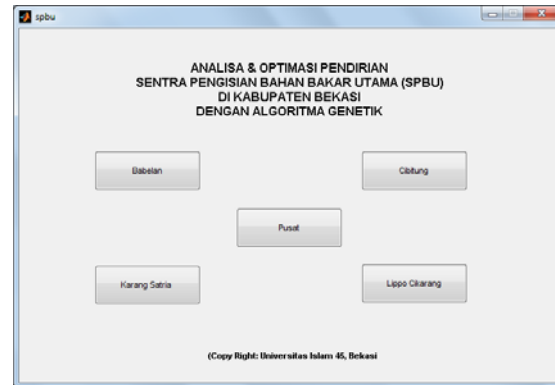 spbu
ANALISA & OPTIMASI PENDIRIAN
SENTRA PENGISIAN BAHAN BAKAR UTAMA (SPBU)
DI KABUPATEN BEKASI
DENGAN ALGORITMA GENETIK
Babelan
Cibitung
Pusat
Karang Satria
Lippo Cikarang
(Copy Right: Universitas Islam 45, Bekasi